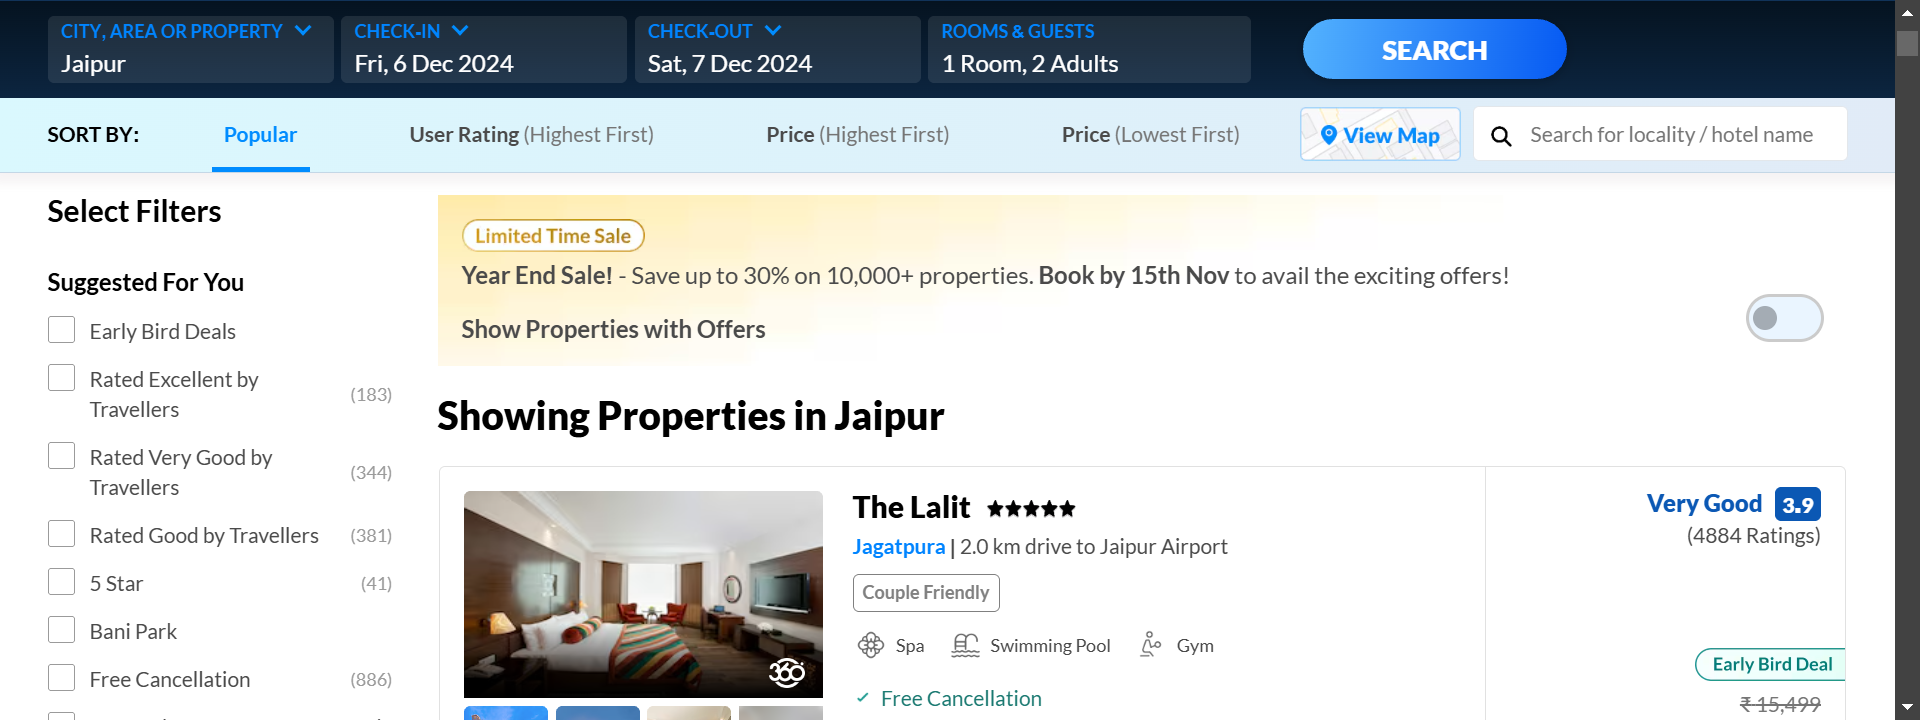 CITY, AREA OR PROPERTY
Jaipur
CHECK-IN
Fri, 6 Dec 2024
CHECK-OUT
Sat, 7 Dec 2024
ROOMS & GUESTS
1 Room, 2 Adults
SEARCH
SORT BY:
Popular
User Rating (Highest First)
Price (Highest First)
Price (Lowest First)
View Map
Search for locality / hotel name
Select Filters
Suggested For You
Early Bird Deals
Rated Excellent by
Travellers
(183)
Rated Very Good by
Travellers
(344)
Rated Good by Travellers (381)
5 Star (41)
Bani Park
Free Cancellation (886)
Limited Time Sale
Year End Sale! - Save up to 30% on 10,000+ properties. Book by 15th Nov to avail the exciting offers!
Show Properties with Offers
Showing Properties in Jaipur
360
The Lalit
Jagatpura | 2.0 km drive to Jaipur Airport
Couple Friendly
Spa
Swimming Pool
Gym
Free Cancellation
Very Good 3.9
(4884 Ratings)
Early Bird Deal
₹ 15,499